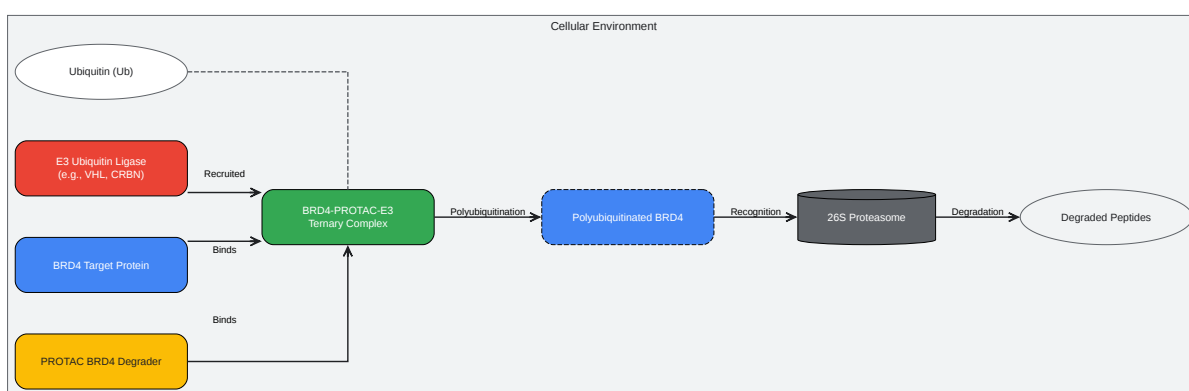 Cellular Environment
Ubiquitin (Ub)
E3 Ubiquitin Ligase
(e.g., VHL, CRBN)
Recruited
BRD4-PROTAC-E3
Ternary Complex
Polyubiquitination
Polyubiquitinated BRD4
Recognition
26S Proteasome
Degradation
Degraded Peptides
BRD4 Target Protein
Binds
Binds
PROTAC BRD4 Degrader